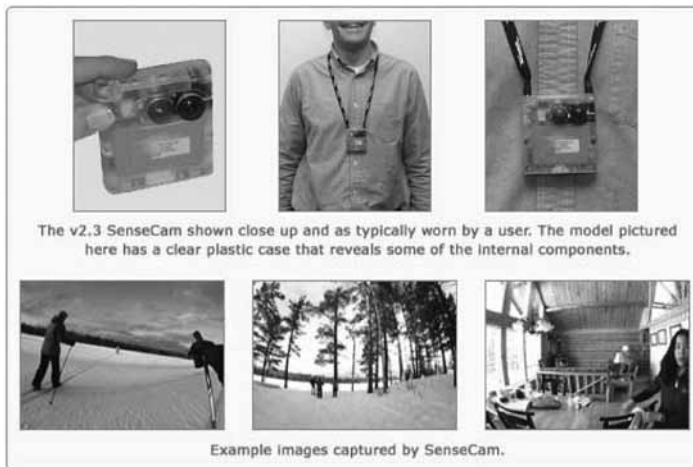 The v2.3 SenseCam shown close up and as typically worn by a user. The model pictured
here has a clear plastic case that reveals some of the internal components.
Example images captured by SenseCam.